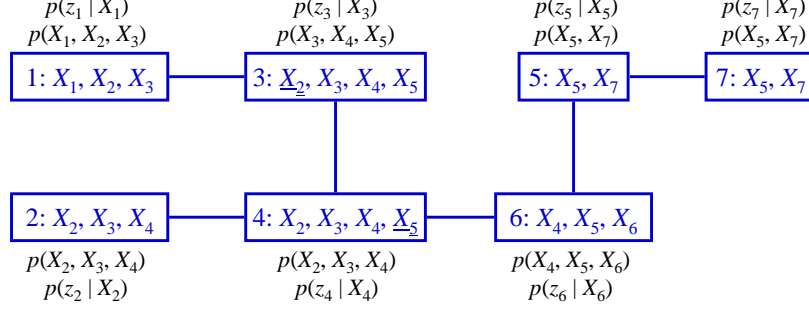 p(z₁ | X₁) p(z₃ | X₃) p(z₅ | X₅) p(z₇ | X₇)
p(X₁, X₂, X₃) p(X₃, X₄, X₅) p(X₅, X₇) p(X₅, X₇)
1: X₁, X₂, X₃ 3: X₂, X₃, X₄, X₅ 5: X₅, X₇ 7: X₅, X₇
2: X₂, X₃, X₄ 4: X₂, X₃, X₄, X₅ 6: X₄, X₅, X₆
p(X₂, X₃, X₄) p(X₂, X₃, X₄) p(X₄, X₅, X₆)
p(z₂ | X₂) p(z₄ | X₄) p(z₆ | X₆)